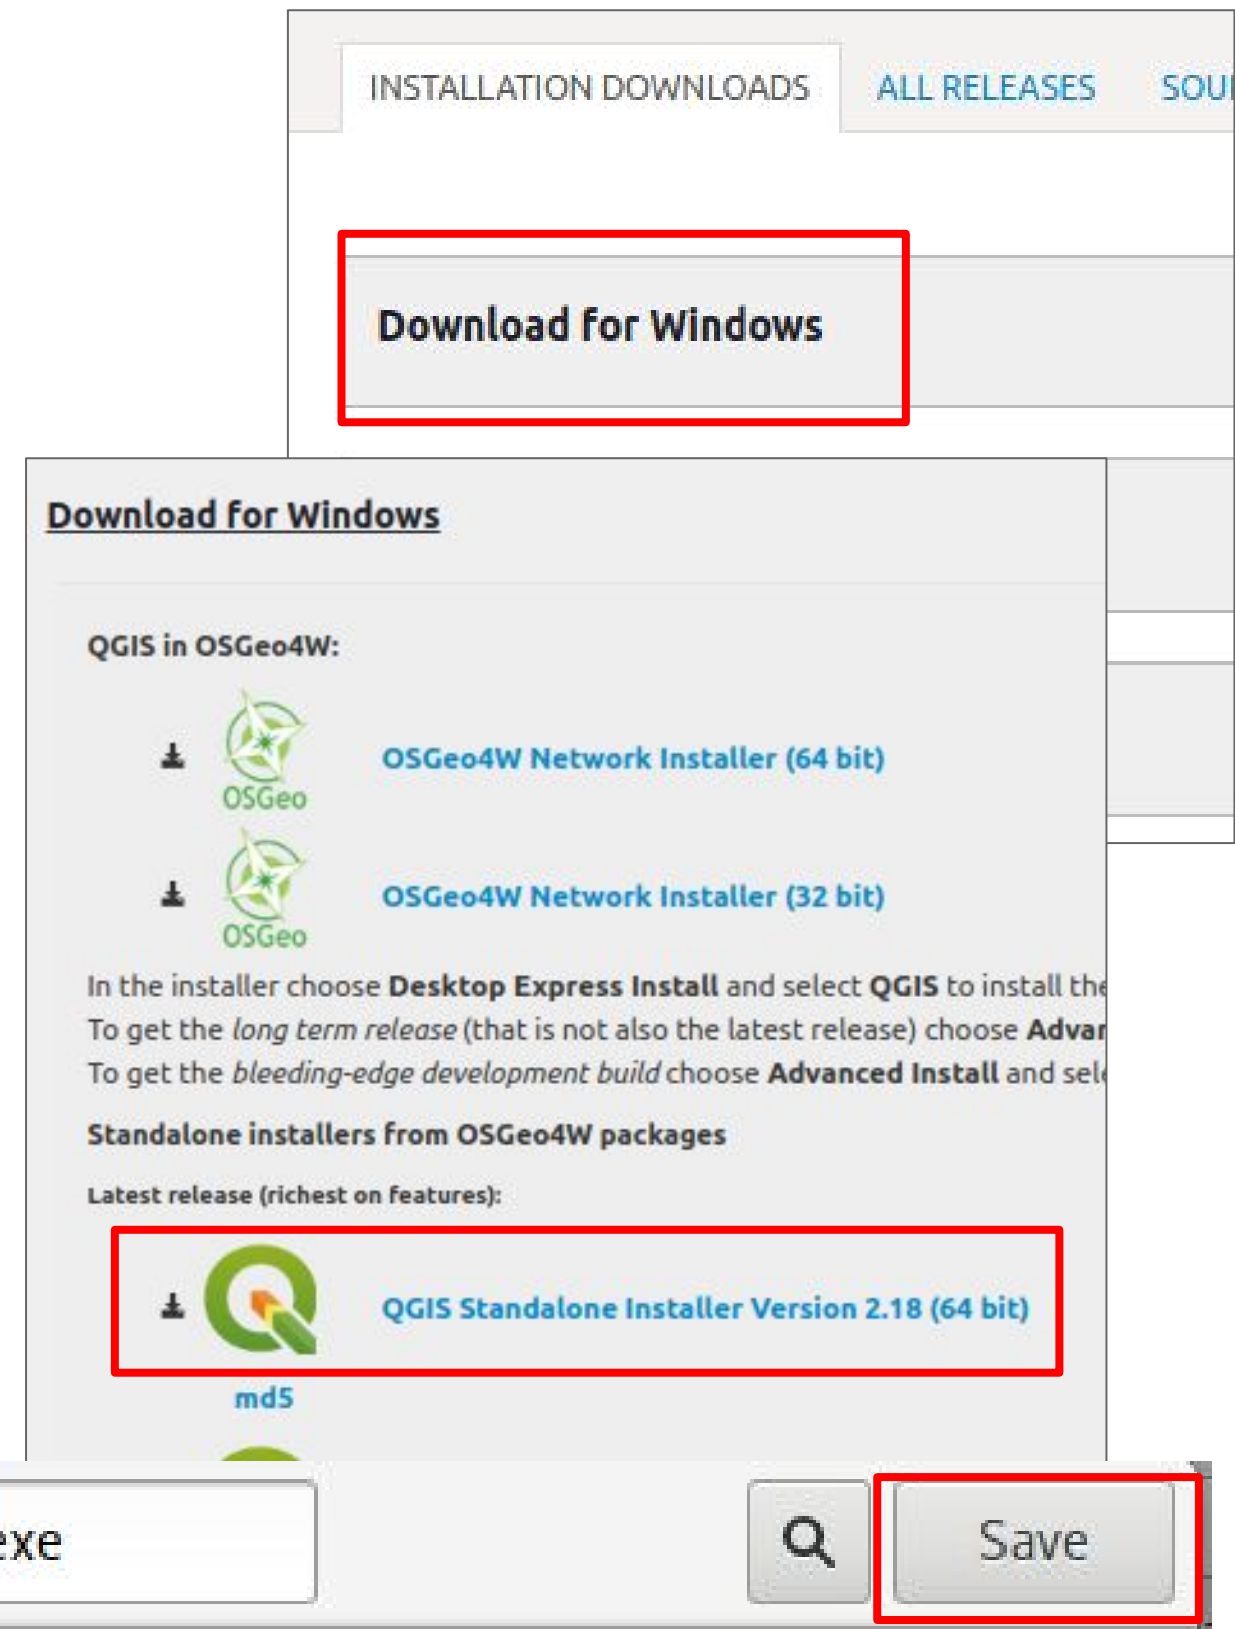 INSTALLATION DOWNLOADS ALL RELEASES
Download for Windows
Download for Windows
QGIS in OSGeo4W:
OSGeo
OSGeo4W Network Installer (64 bit)
OSGeo
OSGeo4W Network Installer (32 bit)
In the installer choose Desktop Express Install and select QGIS to install the
To get the long term release (that is not also the latest release) choose
To get the bleeding-edge development build choose Advanced Install and
Standalone installers from OSGeo4W packages
Latest release (richest on features):
QGIS Standalone Installer Version 2.18 (64 bit)
md5
exe
Save